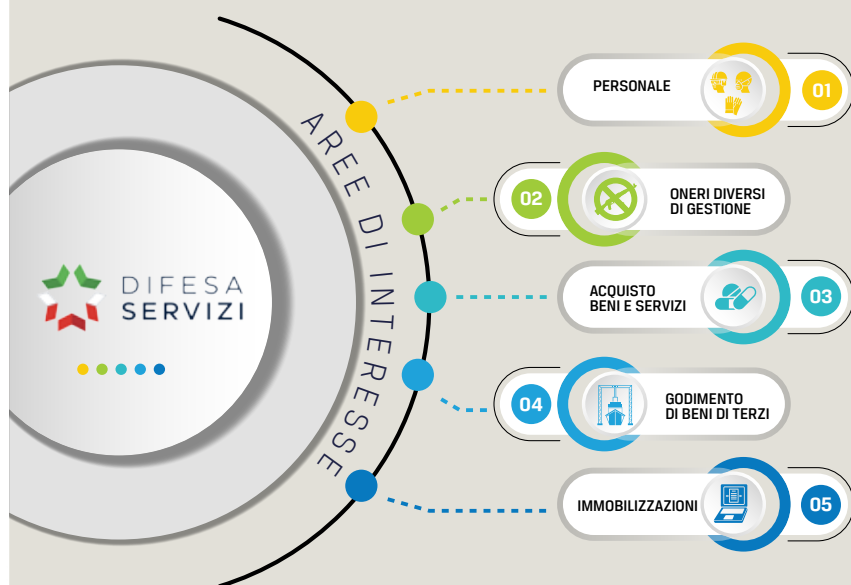 DIFESA
SERVIZI
AREE DI INTERESSE
PERSONALE
01
02
ONERI DIVERSI
DI GESTIONE
ACQUISTO
BENI E SERVIZI
03
04
GODIMENTO
DI BENI DI TERZI
IMMOBILIZZAZIONI
05